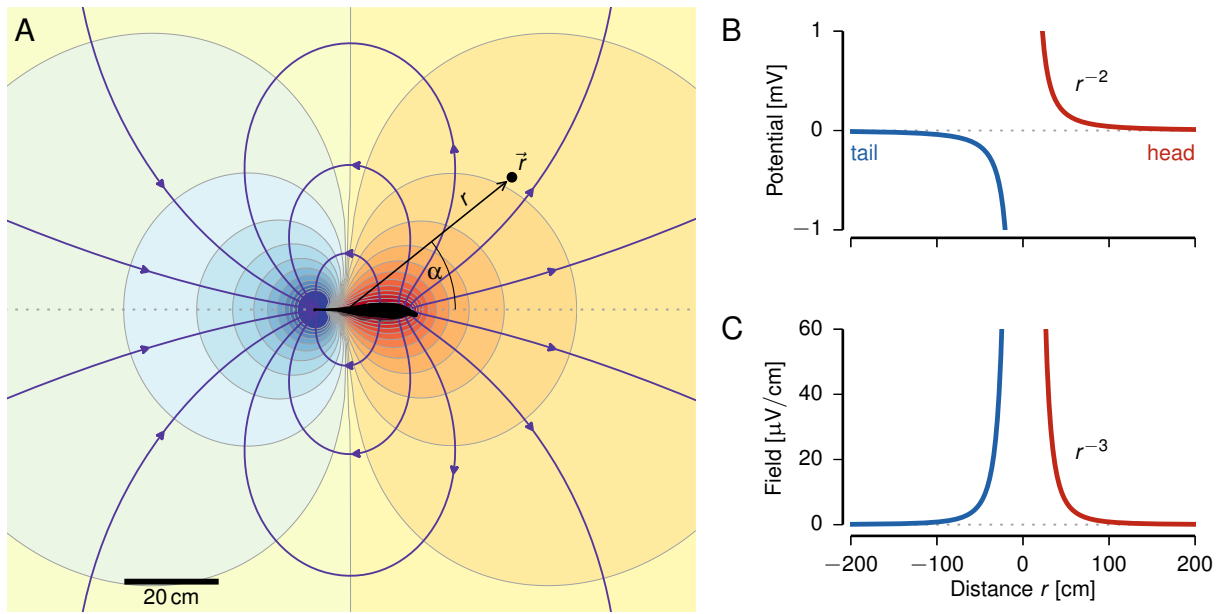 A
r⃗
r
α
20 cm
B
Potential [mV]
1
0
−1
r⁻²
tail
head
C
Field [μV/cm]
60
40
20
0
r⁻³
−200
−100
0
100
200
Distance r [cm]